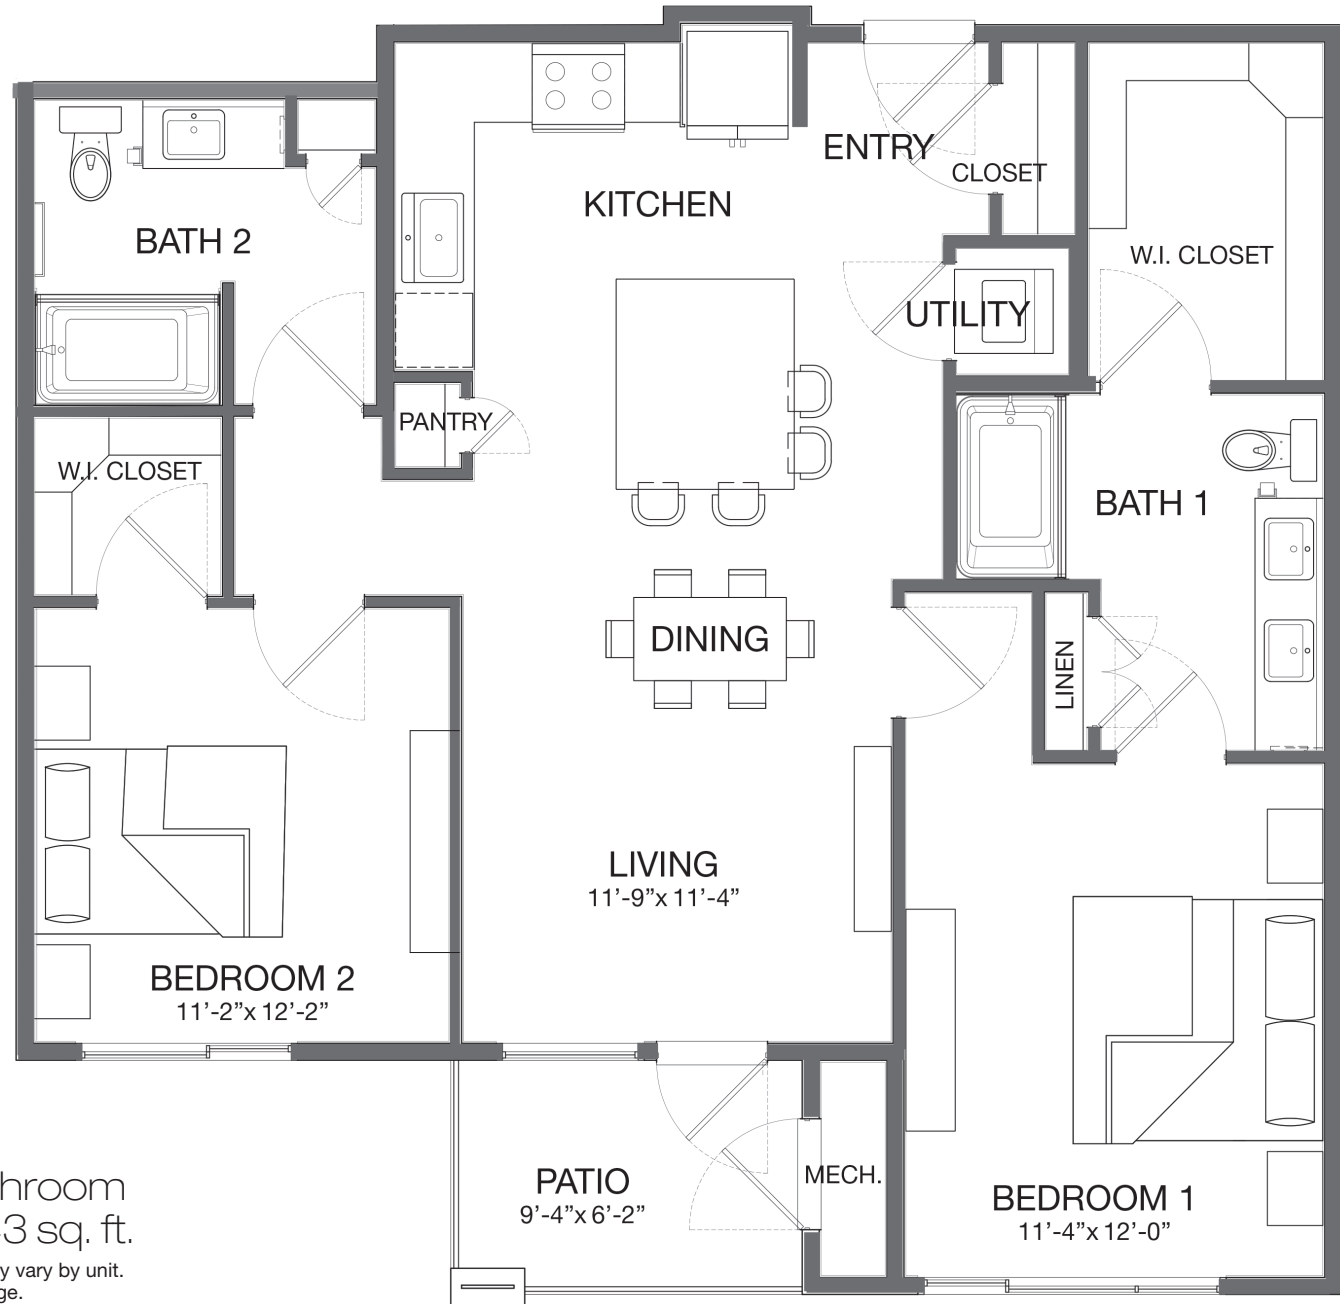 ENTRY
CLOSET
KITCHEN
BATH 2
W.I. CLOSET
UTILITY
PANTRY
W.I. CLOSET
BATH 1
DINING
LINEN
LIVING
11’-9”x 11’-4”
BEDROOM 2
11’-2”x 12’-2”
PATIO
9’-4”x 6’-2”
MECH.
BEDROOM 1
11’-4”x 12’-0”
3 sq. ft.
vary by unit.